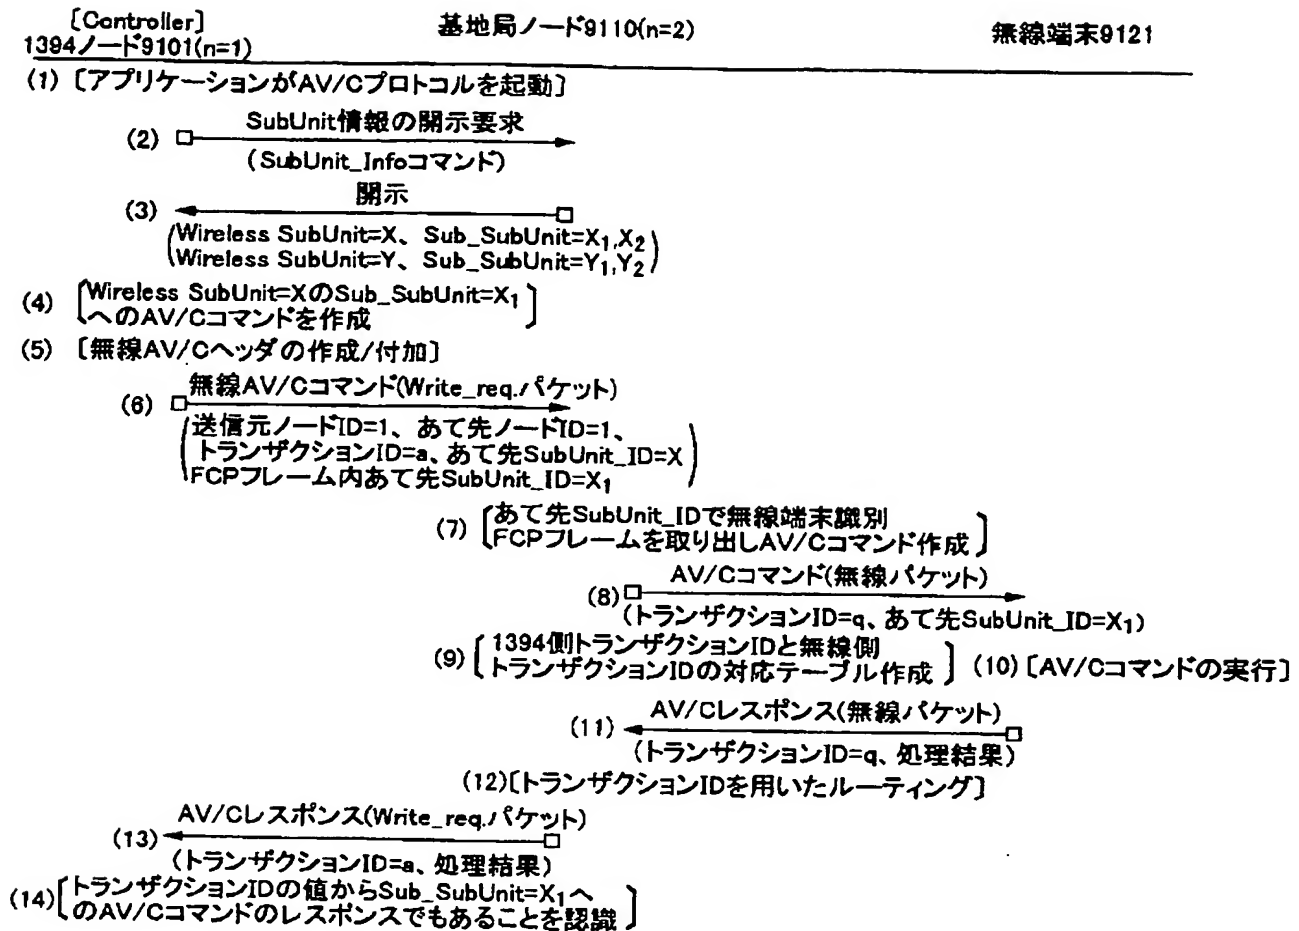 [Controller]
1394ノード9101(n=1)
基地局ノード9110(n=2)
無線端末9121
(1) [アプリケーションがAV/Cプロトコルを起動]
SubUnit情報の開示要求
(2)
(SubUnit_Infoコマンド)
開示
(3)
(Wireless SubUnit=X、Sub_SubUnit=X1,X2
Wireless SubUnit=Y、Sub_SubUnit=Y1,Y2)
(4) [Wireless SubUnit=XのSub_SubUnit=X1
へのAV/Cコマンドを作成]
(5) [無線AV/Cヘッダの作成/付加]
無線AV/Cコマンド(Write_req.パケット)
(6)
(送信元ノードID=1、あて先ノードID=1、
トランザクションID=a、あて先SubUnit_ID=X
FCPフレーム内あて先SubUnit_ID=X1)
(7) [あて先SubUnit_IDで無線端末識別
FCPフレームを取り出しAV/Cコマンド作成]
AV/Cコマンド(無線パケット)
(8)
(トランザクションID=q、あて先SubUnit_ID=X1)
(9) [1394側トランザクションIDと無線側
トランザクションIDの対応テーブル作成]
(10) [AV/Cコマンドの実行]
AV/Cレスポンス(無線パケット)
(11)
(トランザクションID=q、処理結果)
(12)[トランザクションIDを用いたルーティング]
AV/Cレスポンス(Write_req.パケット)
(13)
(トランザクションID=a、処理結果)
(14)[トランザクションIDの値からSub_SubUnit=X1へ
のAV/Cコマンドのレスポンスでもあることを認識]